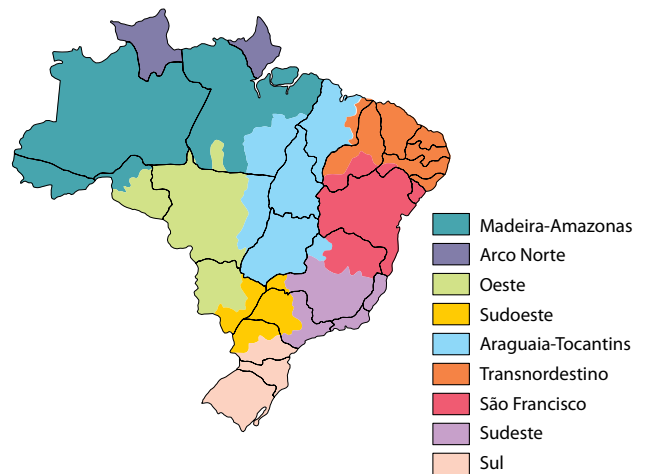 Madeira-Amazonas
Arco Norte
Oeste
Sudoeste
Araguaia-Tocantins
Transnordestino
São Francisco
Sudeste
Sul